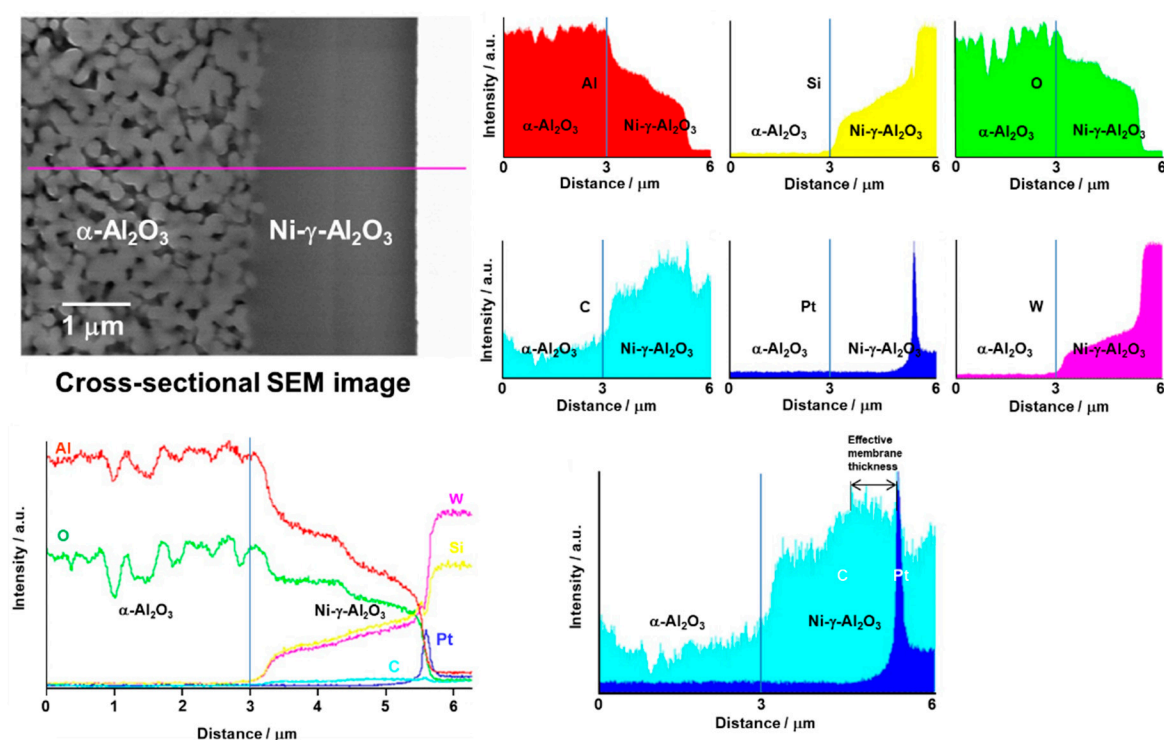 α-Al₂O₃
Ni-γ-Al₂O₃
1 μm
Cross-sectional SEM image
Intensity / a.u.
Al
α-Al₂O₃
Ni-γ-Al₂O₃
0
3
6
Distance / μm
Intensity / a.u.
Si
α-Al₂O₃
Ni-γ-Al₂O₃
0
3
6
Distance / μm
Intensity / a.u.
O
α-Al₂O₃
Ni-γ-Al₂O₃
0
3
6
Distance / μm
Intensity / a.u.
C
α-Al₂O₃
Ni-γ-Al₂O₃
0
3
6
Distance / μm
Intensity / a.u.
Pt
α-Al₂O₃
Ni-γ-Al₂O₃
0
3
6
Distance / μm
Intensity / a.u.
W
α-Al₂O₃
Ni-γ-Al₂O₃
0
3
6
Distance / μm
Intensity / a.u.
Al
O
W
Si
Pt
C
α-Al₂O₃
Ni-γ-Al₂O₃
0
1
2
3
4
5
6
Distance / μm
Effective
membrane
thickness
Intensity / a.u.
C
Pt
α-Al₂O₃
Ni-γ-Al₂O₃
0
3
6
Distance / μm